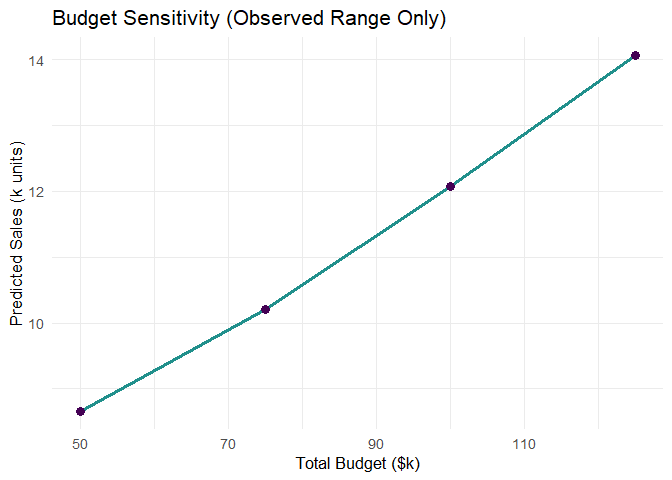 Budget Sensitivity (Observed Range Only)
14
12
10
Predicted Sales (k units)
50
70
90
110
Total Budget ($k)